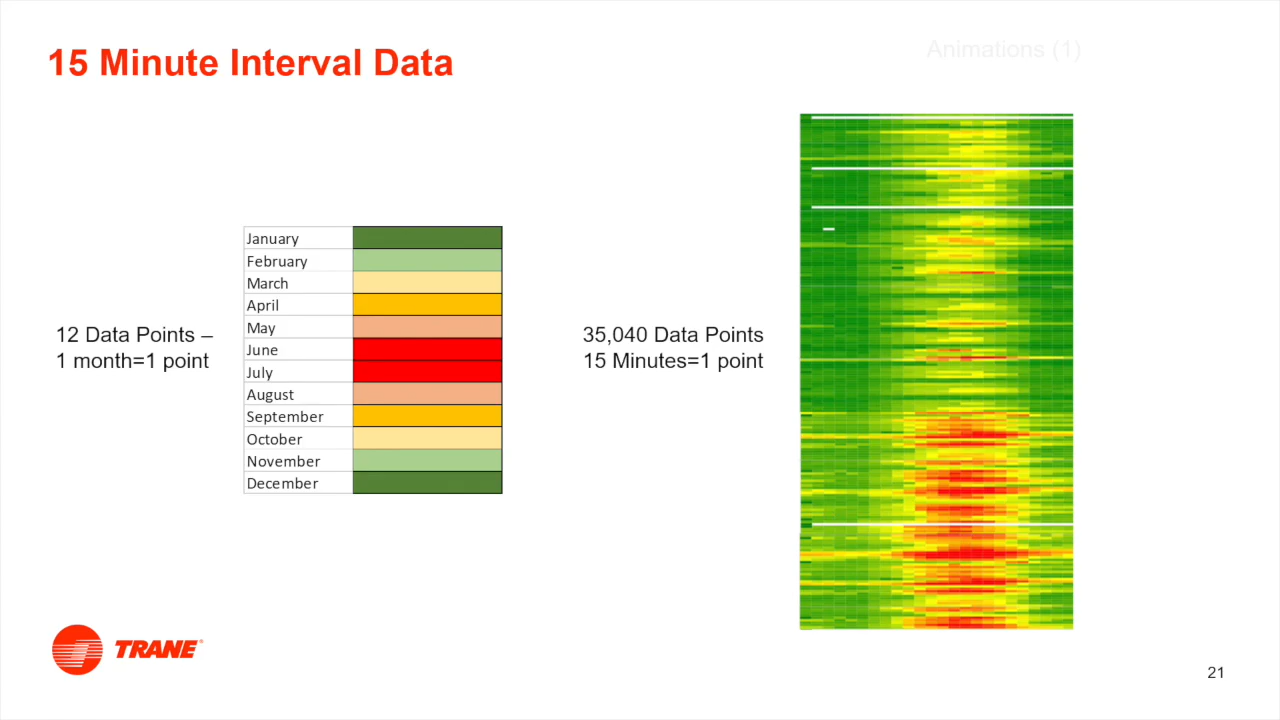 15 Minute Interval Data
Animations (1)
12 Data Points –
1 month=1 point
January
February
March
April
May
June
July
August
September
October
November
December
35,040 Data Points
15 Minutes=1 point
TRANE®
21